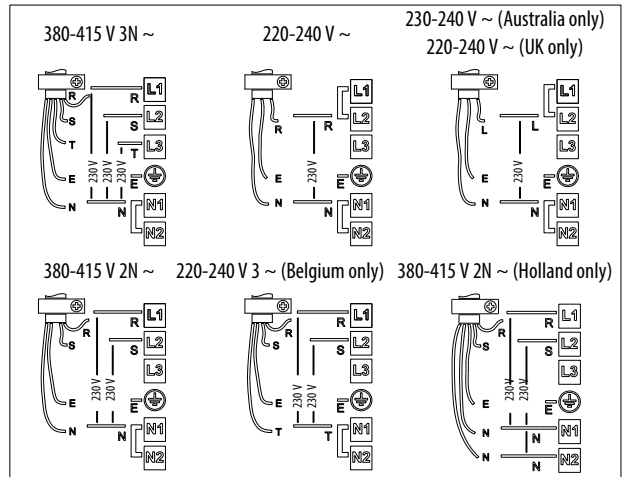 380-415 V 3N ~
R
S
T
E
N
230 V
230 V
230 V
R
S
T
E
N
L1
L2
L3
N1
N2
220-240 V ~
R
E
N
230 V
R
E
N
L1
L2
L3
N1
N2
230-240 V ~ (Australia only)
220-240 V ~ (UK only)
L
E
N
230 V
L
E
N
L1
L2
L3
N1
N2
380-415 V 2N ~
R
S
E
N
230 V
230 V
R
S
E
N
L1
L2
L3
N1
N2
220-240 V 3 ~ (Belgium only)
R
S
E
T
230 V
230 V
R
S
E
T
L1
L2
L3
N1
N2
380-415 V 2N ~ (Holland only)
R
S
E
N
N
230V
230V
R
S
E
N
N
L1
L2
L3
N1
N2